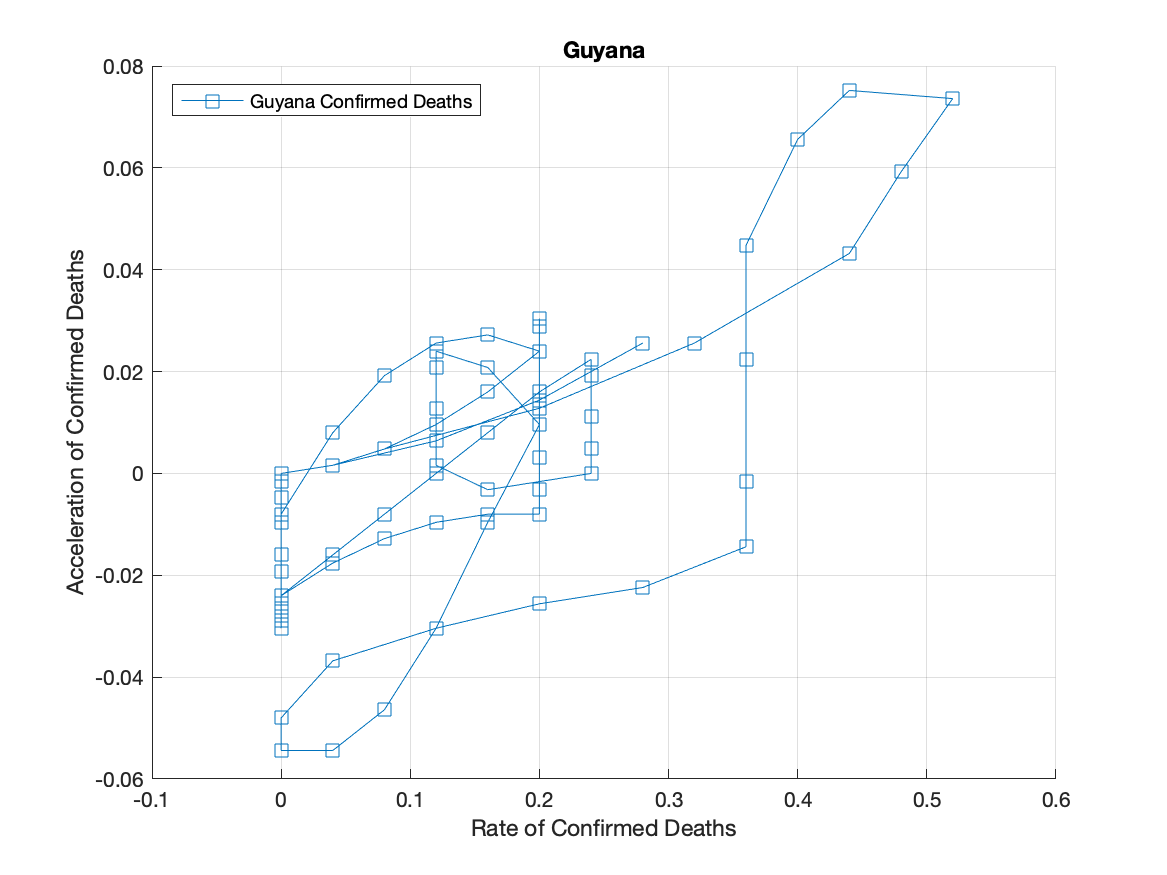 Guyana
0.08
Guyana Confirmed Deaths
0.06
0.04
0.02
0
-0.02
-0.04
-0.06
Acceleration of Confirmed Deaths
-0.1 0 0.1 0.2 0.3 0.4 0.5 0.6
Rate of Confirmed Deaths